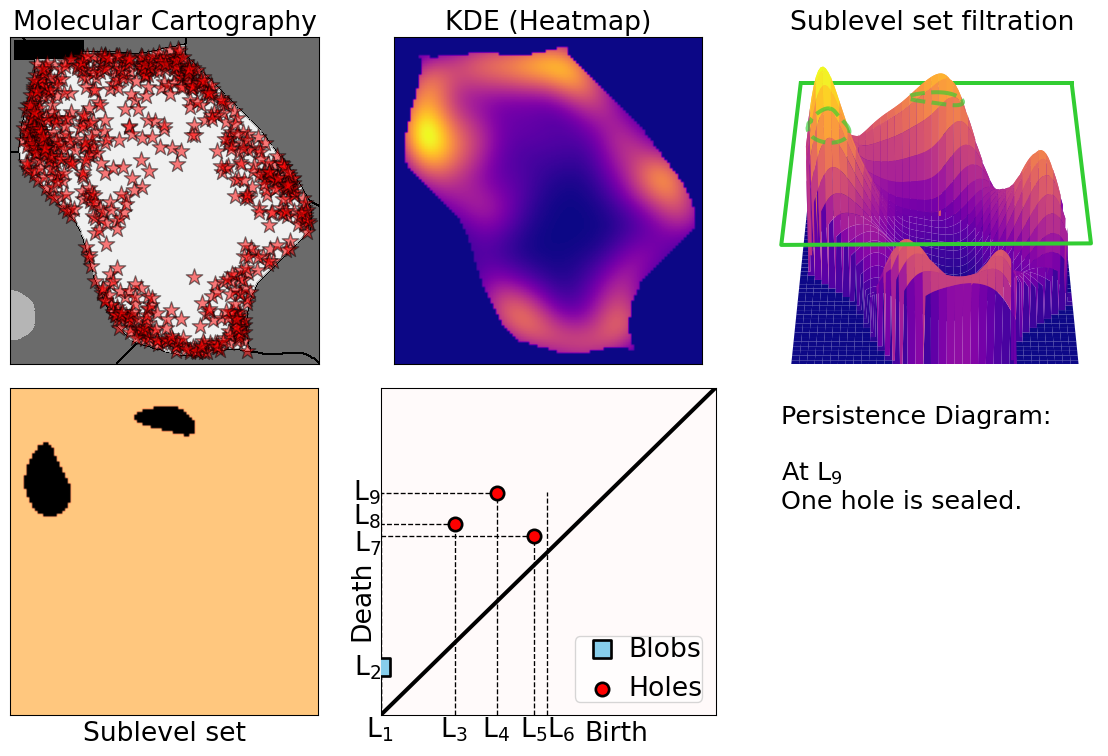 Molecular Cartography
KDE (Heatmap)
Sublevel set filtration
Sublevel set
L₉
L₈
L₇
Death
L₂
Blobs
Holes
L₁ L₃ L₄ L₅ L₆ Birth
Persistence Diagram:
At L₉
One hole is sealed.